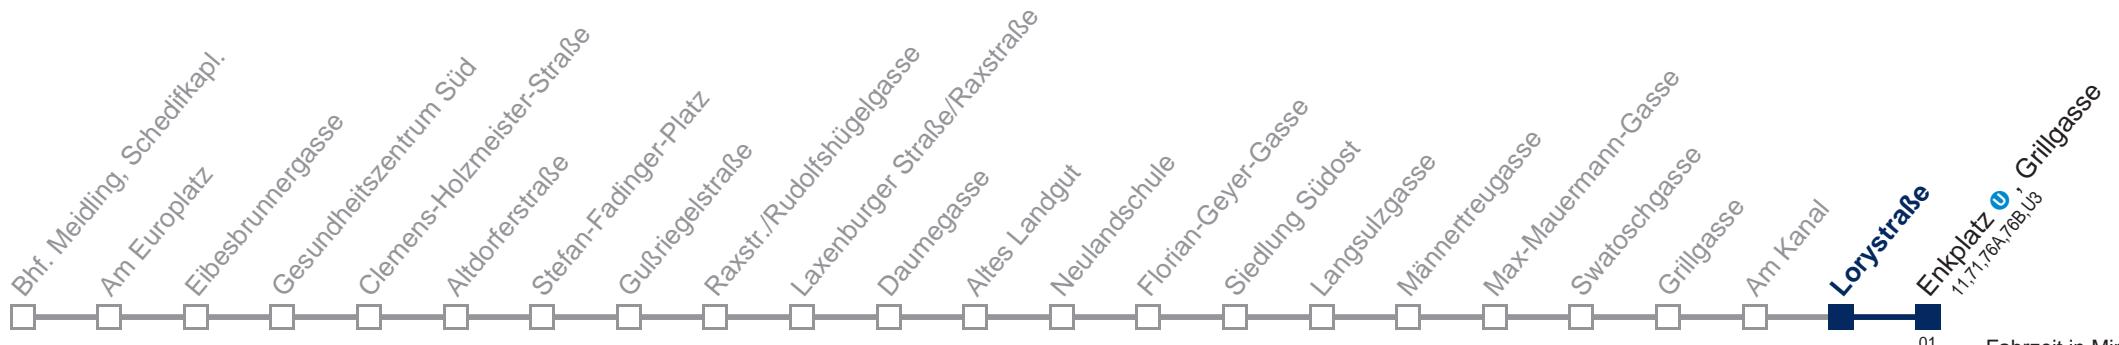 Bhf. Meidling, Schedifkapl.
Am Europlatz
Eibesbrunnergasse
Gesundheitszentrum Süd
Clemens-Holzmeister-Straße
Altdorferstraße
Stefan-Fadinger-Platz
Gußriegelstraße
Raxstr./Rudolfshügelgasse
Laxenburger Straße/Raxstraße
Daumegasse
Altes Landgut
Neulandschule
Florian-Geyer-Gasse
Siedlung Südost
Langsulzgasse
Männertreugasse
Max-Mauermann-Gasse
Swatoschgasse
Grillgasse
Am Kanal
Lorystraße
Enkplatz U, Grillgasse
11,71,76A,76B,U3
01